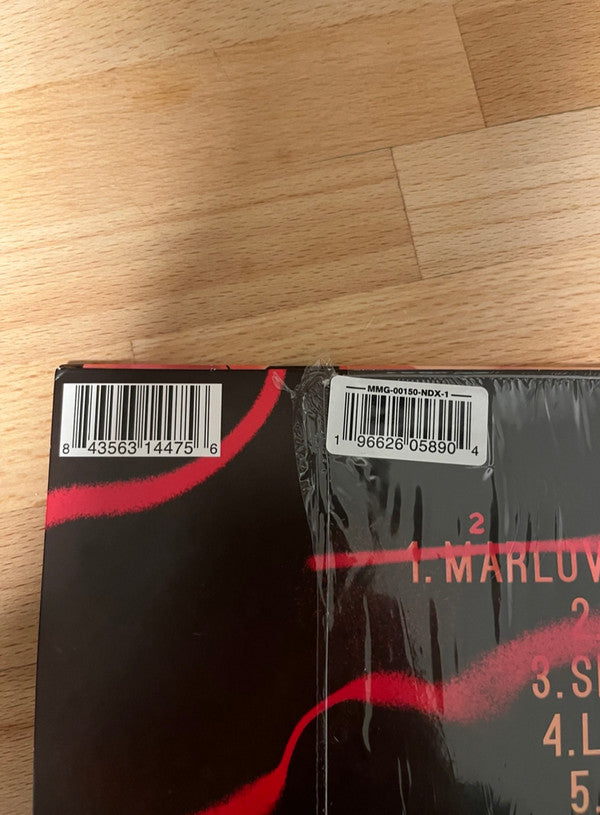 8 43563 14475 6
MMG-00150-NDX-1
1 96626 05890 4
2
1. MARLUV
2
3. S
4. L
5.